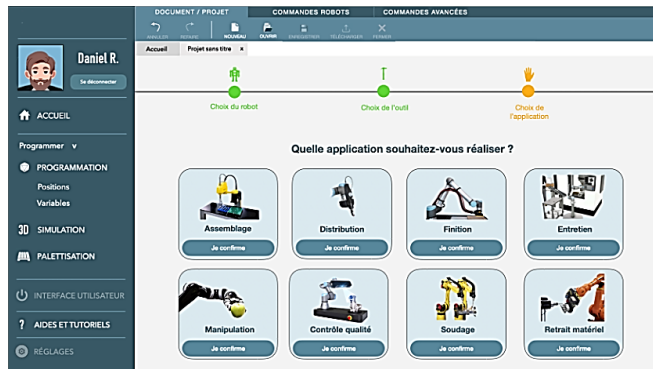 DOCUMENT / PROJET
COMMANDES ROBOTS
COMMANDES AVANCÉES
ANNULER
REFAIRE
NOUVEAU
OUVRIR
ENREGISTRER
TÉLÉCHARGER
FERMER
Accueil
Projet sans titre x
Daniel R.
Se déconnecter
ACCUEIL
Programmer v
PROGRAMMATION
Positions
Variables
3D SIMULATION
PALETTISATION
INTERFACE UTILISATEUR
? AIDES ET TUTORIELS
RÉGLAGES
Choix du robot
Choix de l'outil
Choix de
l'application
Quelle application souhaitez-vous réaliser ?
Assemblage
Je confirme
Distribution
Je confirme
Finition
Je confirme
Entretien
Je confirme
Manipulation
Je confirme
Contrôle qualité
Je confirme
Soudage
Je confirme
Retrait matériel
Je confirme